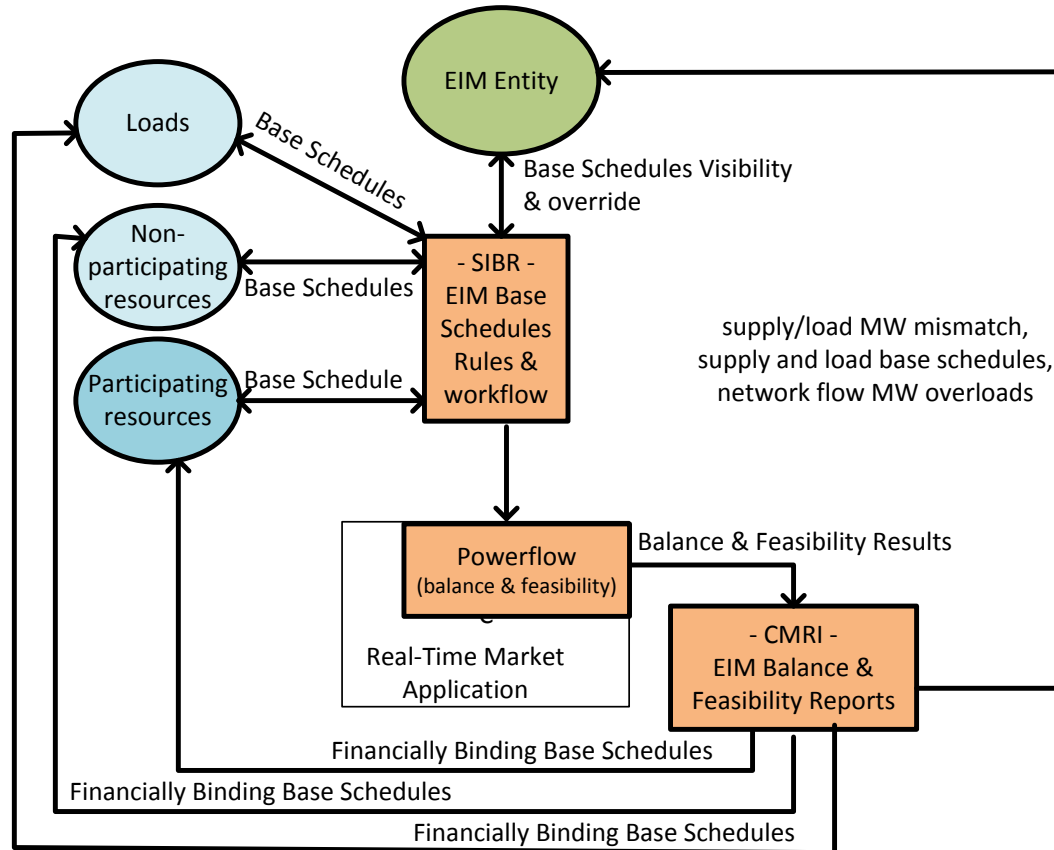 EIM Entity
Loads
Base Schedules
Base Schedules Visibility
& override
Non-
participating
resources
Base Schedules
- SIBR -
EIM Base
Schedules
Rules &
workflow
supply/load MW mismatch,
supply and load base schedules,
network flow MW overloads
Participating
resources
Base Schedule
Powerflow
(balance & feasibility)
Balance & Feasibility Results
Real-Time Market
Application
- CMRI -
EIM Balance &
Feasibility Reports
Financially Binding Base Schedules
Financially Binding Base Schedules
Financially Binding Base Schedules